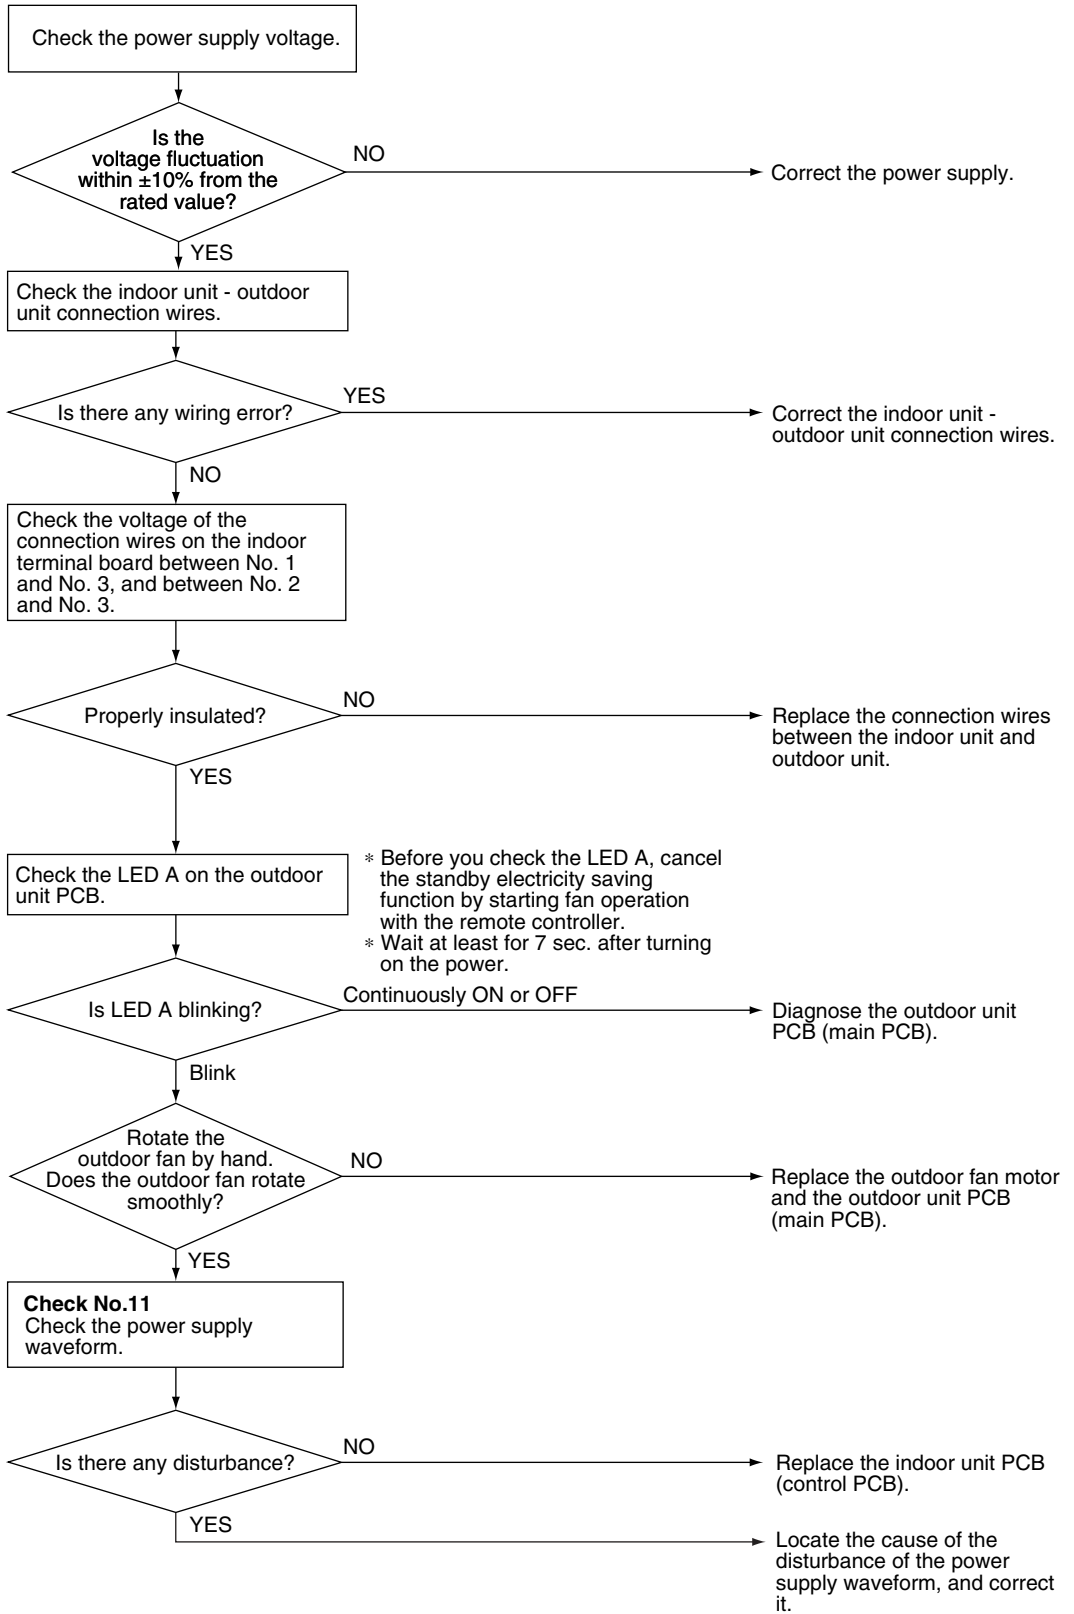 Check the power supply voltage.
Is the
voltage fluctuation
within ±10% from the
rated value?
NO
Correct the power supply.
YES
Check the indoor unit - outdoor
unit connection wires.
Is there any wiring error?
YES
Correct the indoor unit -
outdoor unit connection wires.
NO
Check the voltage of the
connection wires on the indoor
terminal board between No. 1
and No. 3, and between No. 2
and No. 3.
Properly insulated?
NO
Replace the connection wires
between the indoor unit and
outdoor unit.
YES
Check the LED A on the outdoor
unit PCB.
* Before you check the LED A, cancel
the standby electricity saving
function by starting fan operation
with the remote controller.
* Wait at least for 7 sec. after turning
on the power.
Is LED A blinking?
Continuously ON or OFF
Diagnose the outdoor unit
PCB (main PCB).
Blink
Rotate the
outdoor fan by hand.
Does the outdoor fan rotate
smoothly?
NO
Replace the outdoor fan motor
and the outdoor unit PCB
(main PCB).
YES
Check No.11
Check the power supply
waveform.
Is there any disturbance?
NO
Replace the indoor unit PCB
(control PCB).
YES
Locate the cause of the
disturbance of the power
supply waveform, and correct
it.